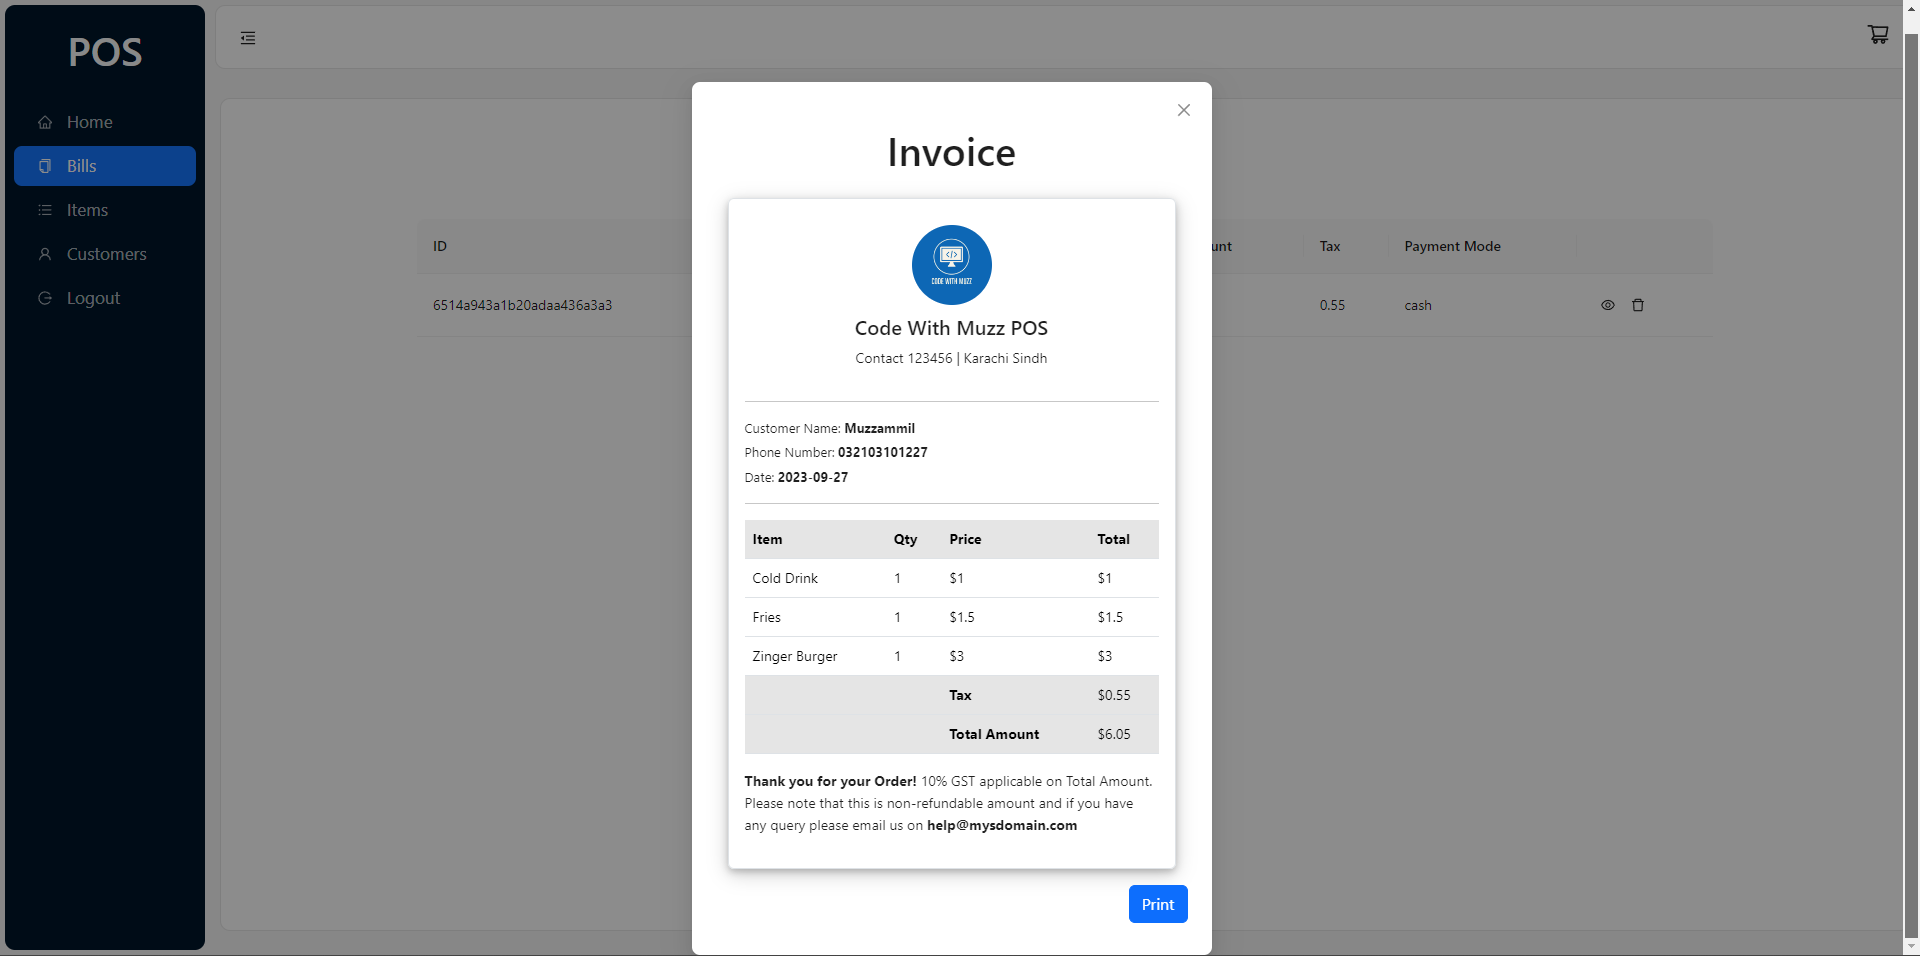 POS
Home
Bills
Items
Customers
Logout
ID
unt
Tax
Payment Mode
6514a943a1b20adaa436a3a3
0.55
cash
Invoice
</>
CODE WITH MUZZ
Code With Muzz POS
Contact 123456 | Karachi Sindh
Customer Name: Muzzammil
Phone Number: 032103101227
Date: 2023-09-27
Item Qty Price Total
Cold Drink 1 $1 $1
Fries 1 $1.5 $1.5
Zinger Burger 1 $3 $3
Tax $0.55
Total Amount $6.05
Thank you for your Order! 10% GST applicable on Total Amount.
Please note that this is non-refundable amount and if you have
any query please email us on help@mysdomain.com
Print